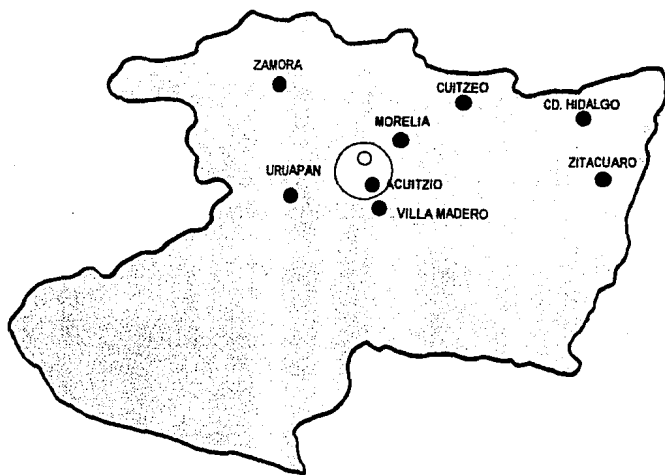 ZAMORA
CUITZEO
CD. HIDALGO
MORELIA
ZITACUARO
URUAPAN
ACUITZIO
VILLA MADERO